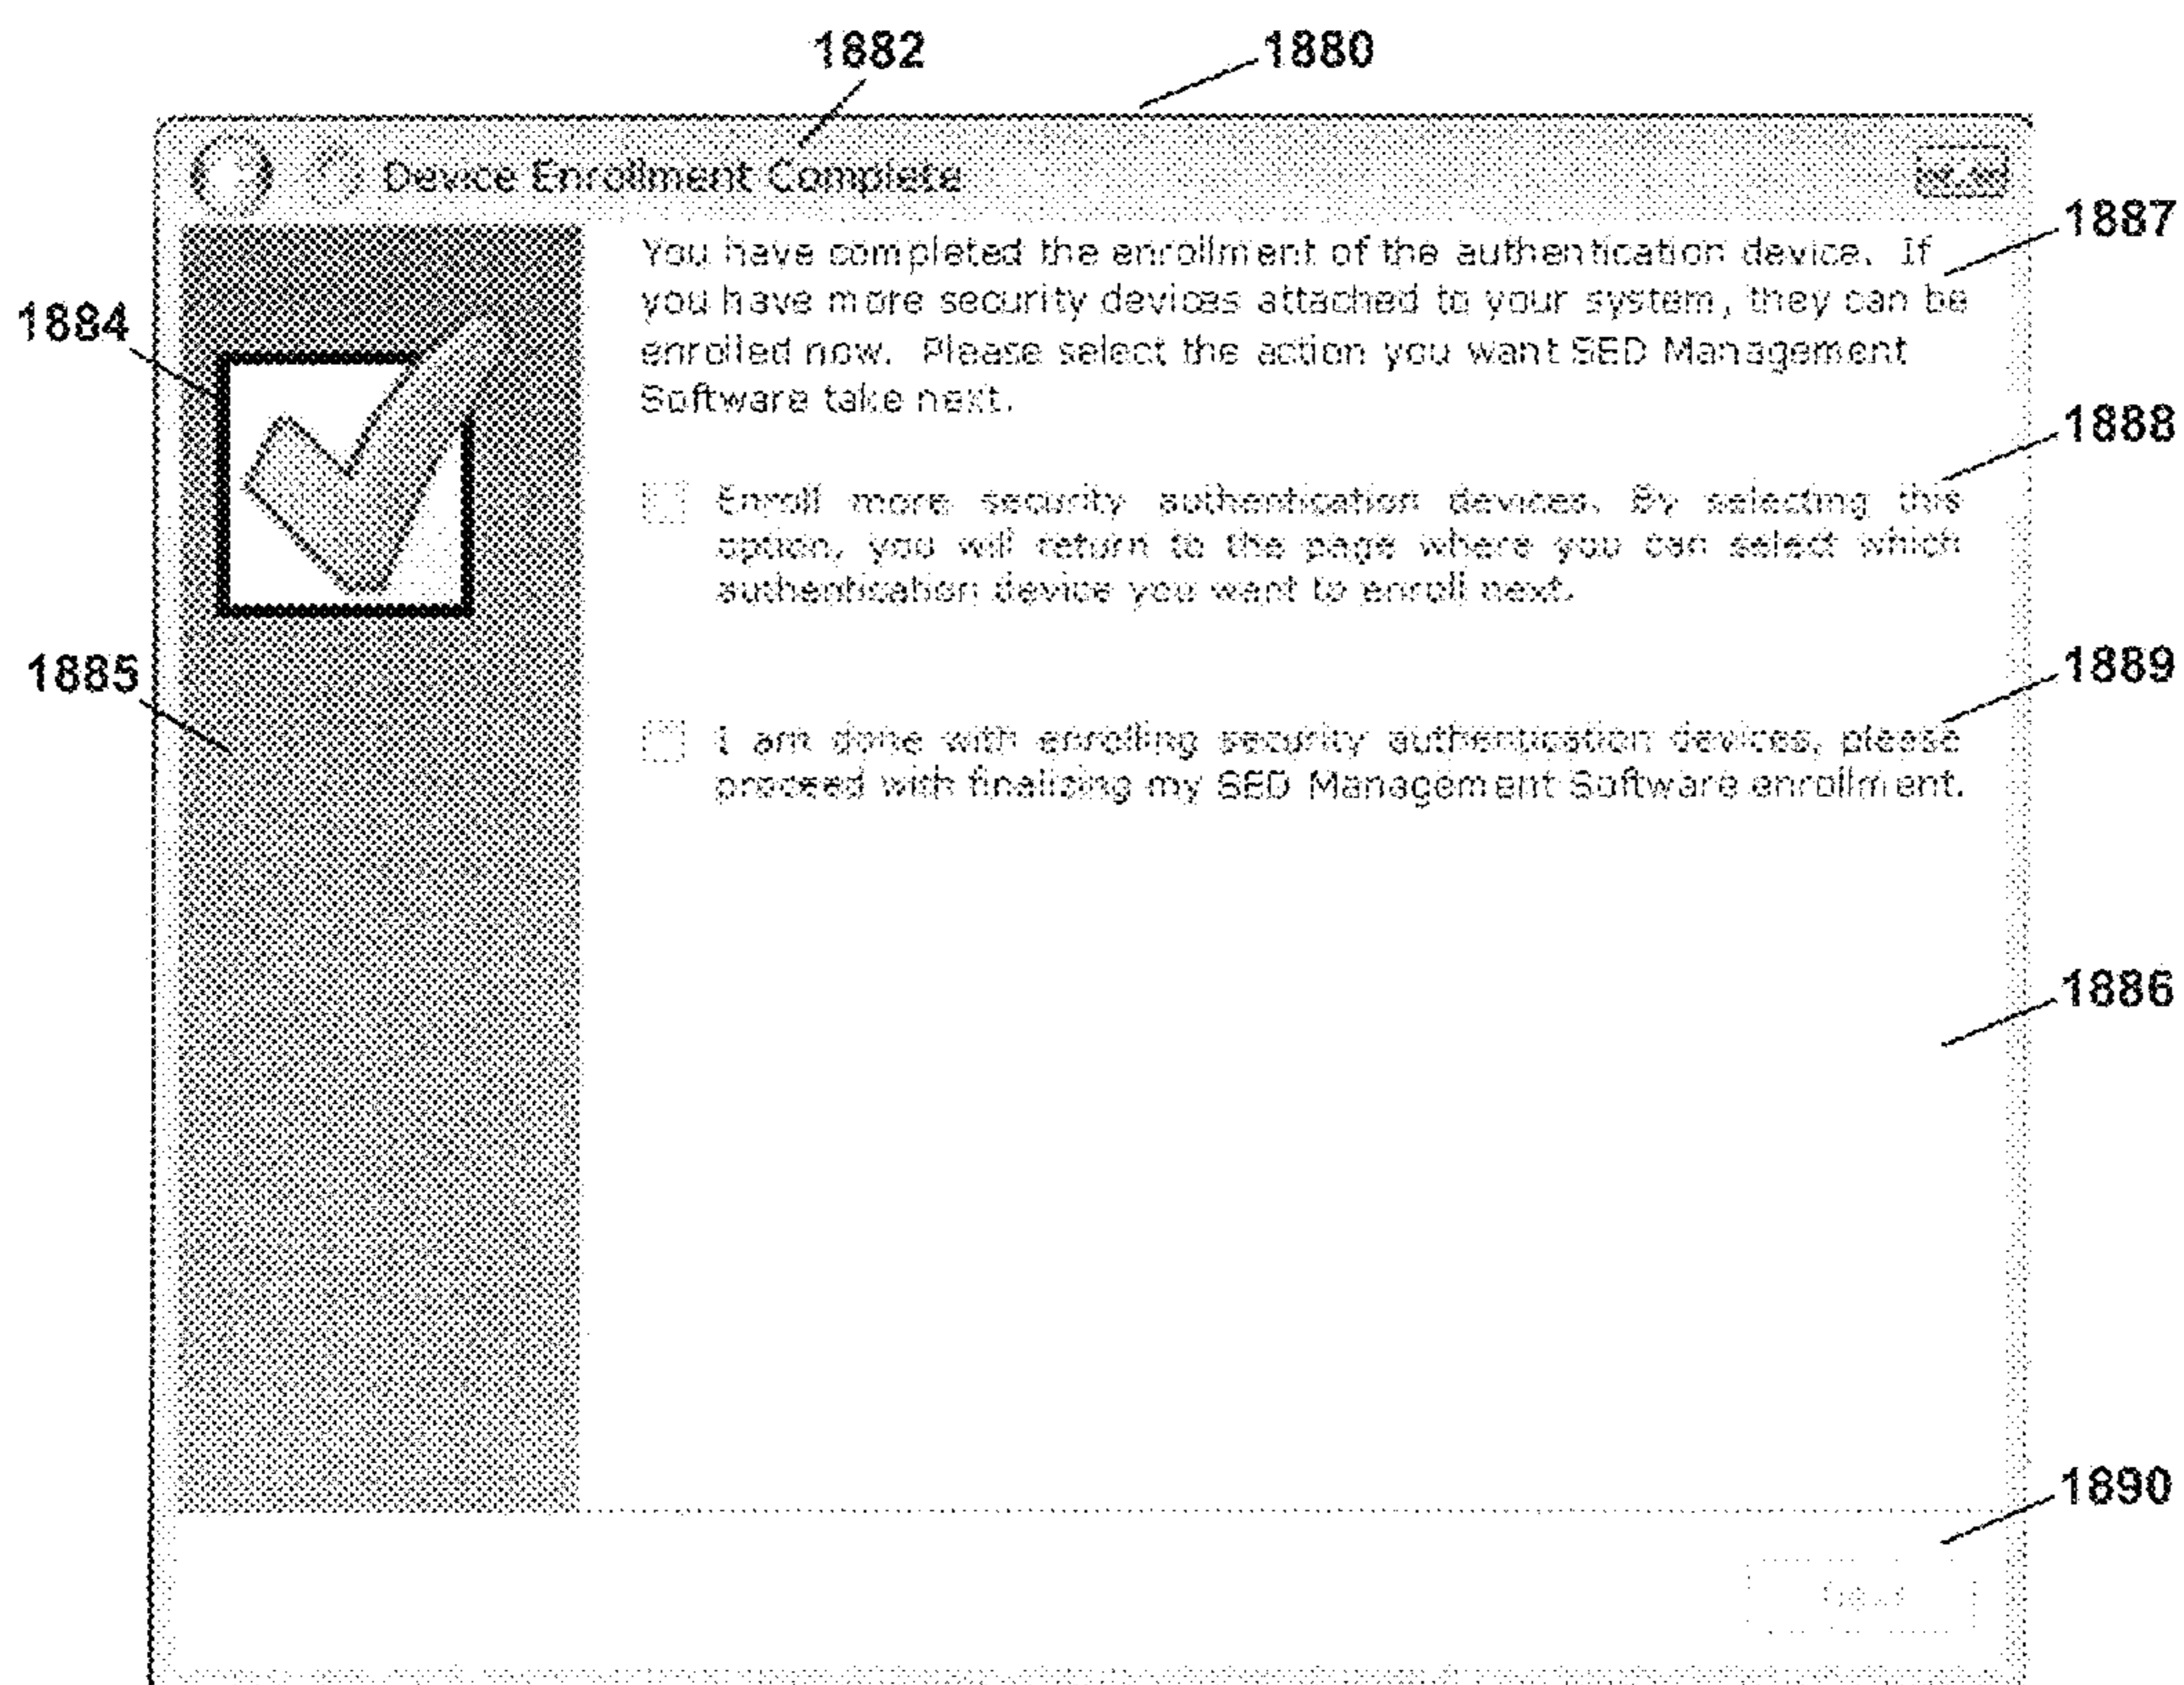 1882
1880
Device Enrollment Complete
1887
You have completed the enrollment of the authentication device. If
you have more security devices attached to your system, they can be
enrolled now. Please select the action you want SED Management
Software take next.
1884
1888
Enroll more security authentication devices. By selecting this
option, you will return to the page where you can select which
authentication device you want to enroll next.
1885
1889
I am done with enrolling security authentication devices, please
proceed with finalizing my SED Management Software enrollment.
1886
1890
Next